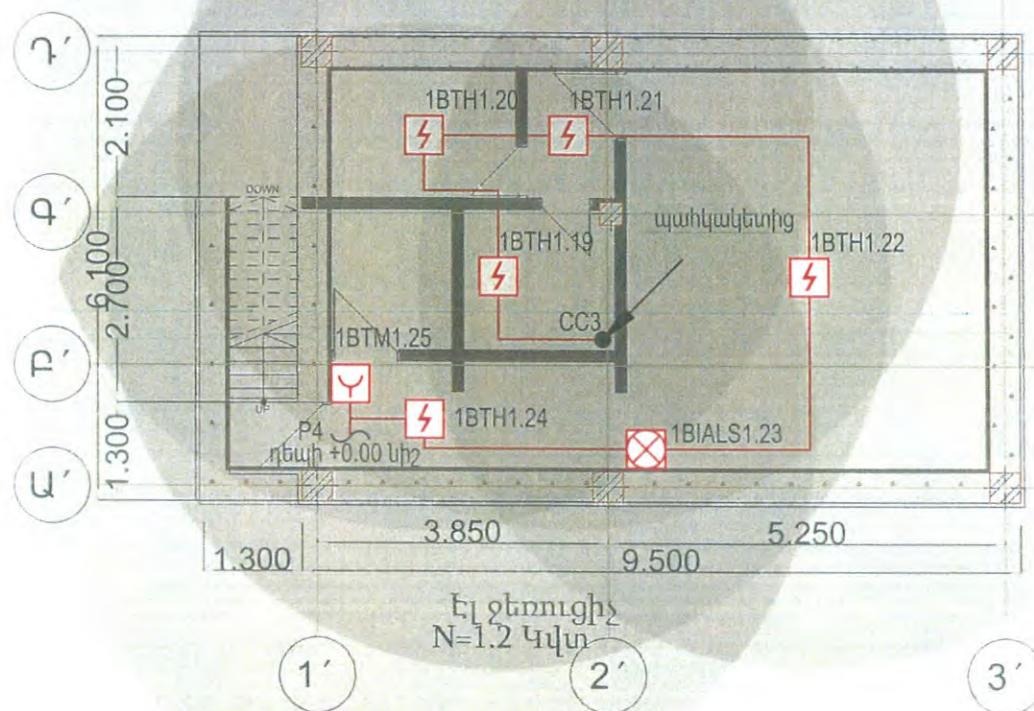 Դ՛
2.100
1BTH1.20
1BTH1.21
DOWN
Գ՛
պահակակետից
6.100
2.700
1BTH1.19
1BTH1.22
CC3
1BTM1.25
Բ՛
UP
1BTH1.24
P4
դեպի +0.00 նիշ
1BIALS1.23
1.300
Ա՛
3.850
5.250
1.300
9.500
Էլ ջեռուցիչ
N=1.2 Կվտ
1՛
2՛
3՛